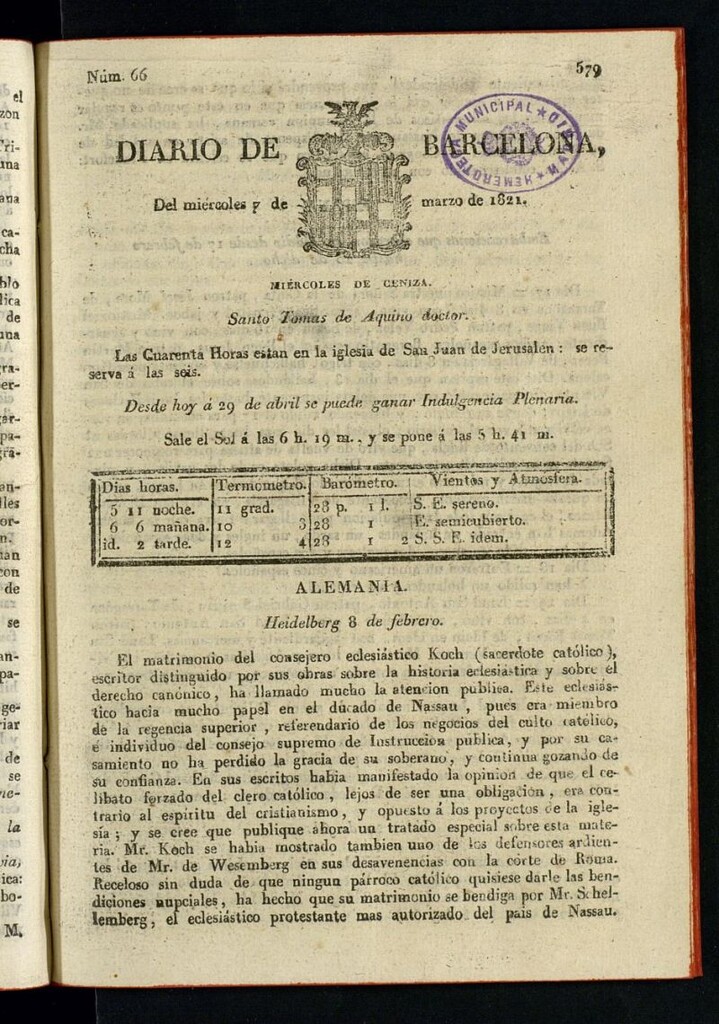 Núm. 66
579
DIARIO DE BARCELONA,
HEMEROTECA MUNICIPAL
Del miércoles 7 de marzo de 1821.
MIÉRCOLES DE CENIZA.
Santo Tomas de Aquino doctor.
Las Cuarenta Horas estan en la iglesia de San Juan de Jerusalén : se re-
serva á las seis.
Desde hoy á 29 de abril se puede ganar Indulgencia Plenaria.
Sale el Sol á las 6 h. 19 m., y se pone á las 5 h. 41 m.
Dias horas. Termómetro. Barómetro. Vientos y Atmósfera.
5 11 noche. 11 grad. 28 p. 1 l. S. E. sereno.
6 6 mañana. 10 3 28 1 E. semicubierto.
id. 2 tarde. 12 4 28 1 2 S. S. E. idem.
ALEMANIA.
Heidelberg 8 de febrero.
El matrimonio del consejero eclesiástico Koch (sacerdote católico),
escritor distinguido por sus obras sobre la historia eclesiástica y sobre el
derecho canónico, ha llamado mucho la atencion publica. Este eclesiás-
tico hacia mucho papel en el ducado de Nassau , pues era miembro
de la regencia superior , referendario de los negocios del culto católico,
é individuo del consejo supremo de Instruccion publica, y por su ca-
samiento no ha perdido la gracia de su soberano, y continua gozando de
su confianza. En sus escritos habia manifestado la opinion de que el ce-
libato forzado del clero católico , lejos de ser una obligacion , era con-
trario al espiritu del cristianismo, y opuesto á los proyectos de la igle-
sia ; y se cree que publique ahora un tratado especial sobre esta mate-
ria. Mr. Koch se habia mostrado tambien uno de los defensores ardien-
tes de Mr. de Wesemberg en sus desavenencias con la córte de Roma.
Receloso sin duda de que ningun párroco católico quisiese darle las ben-
diciones nupciales, ha hecho que su matrimonio se bendiga por Mr. Schel-
lemberg, el eclesiástico protestante mas autorizado del pais de Nassau.